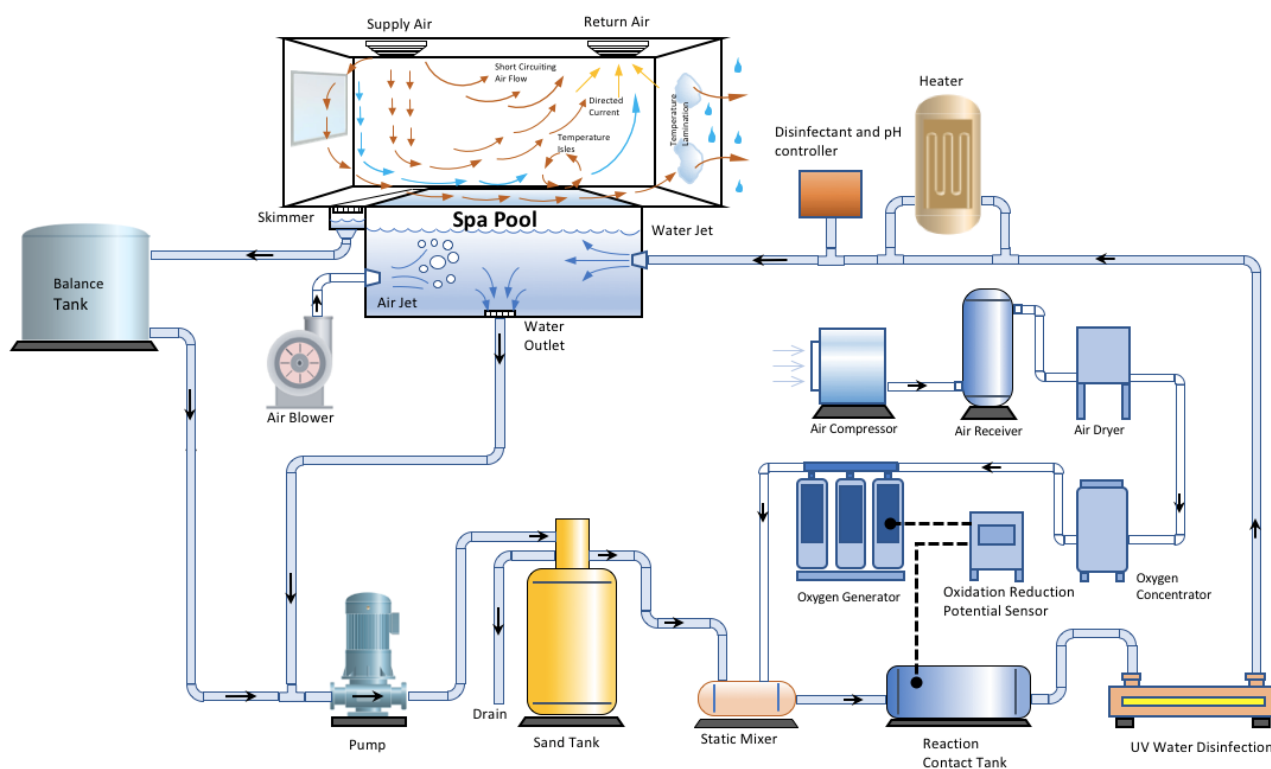 Supply Air
Return Air
Short Circuiting
Air Flow
Directed
Current
Temperature
Isles
Temperature
Lamination
Heater
Disinfectant and pH
controller
Skimmer
Spa Pool
Water Jet
Balance
Tank
Air Jet
Water
Outlet
Air Blower
Air Compressor
Air Receiver
Air Dryer
Oxygen Generator
Oxidation Reduction
Potential Sensor
Oxygen
Concentrator
Drain
Pump
Sand Tank
Static Mixer
Reaction
Contact Tank
UV Water Disinfection